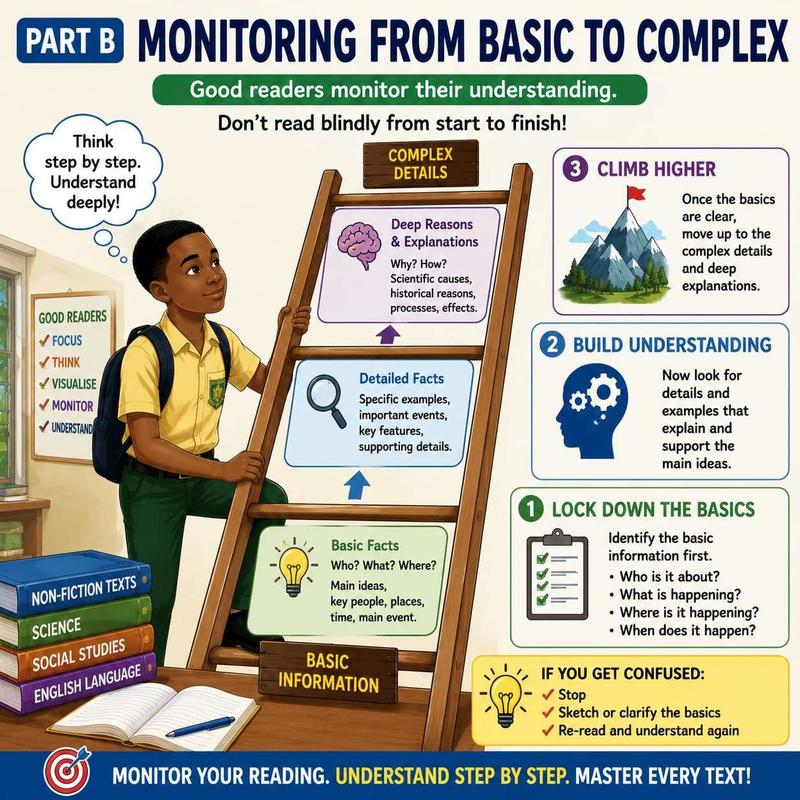 PART B
MONITORING FROM BASIC TO COMPLEX
Good readers monitor their understanding.
Don't read blindly from start to finish!
Think
step by step.
Understand
deeply!
GOOD READERS
✓ FOCUS
✓ THINK
✓ VISUALISE
✓ MONITOR
✓ UNDERSTAND
COMPLEX
DETAILS
Deep Reasons
& Explanations
Why? How?
Scientific causes,
historical reasons,
processes, effects.
Detailed Facts
Specific examples,
important events,
key features,
supporting details.
Basic Facts
Who? What? Where?
Main ideas,
key people, places,
time, main event.
BASIC
INFORMATION
3 CLIMB HIGHER
Once the basics
are clear,
move up to the
complex details
and deep
explanations.
2 BUILD UNDERSTANDING
Now look for
details and
examples that
explain and
support the
main ideas.
1 LOCK DOWN THE BASICS
Identify the basic
information first.
• Who is it about?
• What is happening?
• Where is it happening?
• When does it happen?
IF YOU GET CONFUSED:
✓ Stop
✓ Sketch or clarify the basics
✓ Re-read and understand again
NON-FICTION TEXTS
SCIENCE
SOCIAL STUDIES
ENGLISH LANGUAGE
MONITOR YOUR READING. UNDERSTAND STEP BY STEP. MASTER EVERY TEXT!